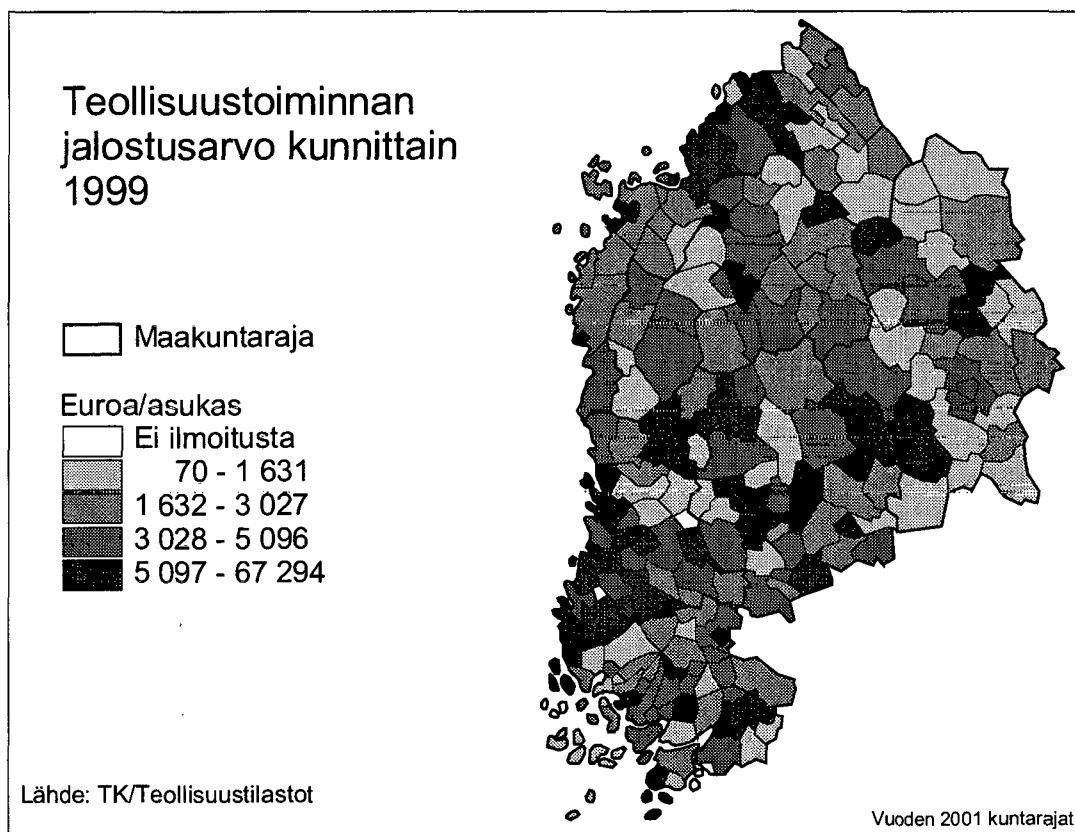 Teollisuustoiminnan
jalostusarvo kunnittain
1999
Maakuntaraja
Euroa/asukas
Ei ilmoitusta
70 - 1 631
1 632 - 3 027
3 028 - 5 096
5 097 - 67 294
Lähde: TK/Teollisuustilastot
Vuoden 2001 kuntarajat